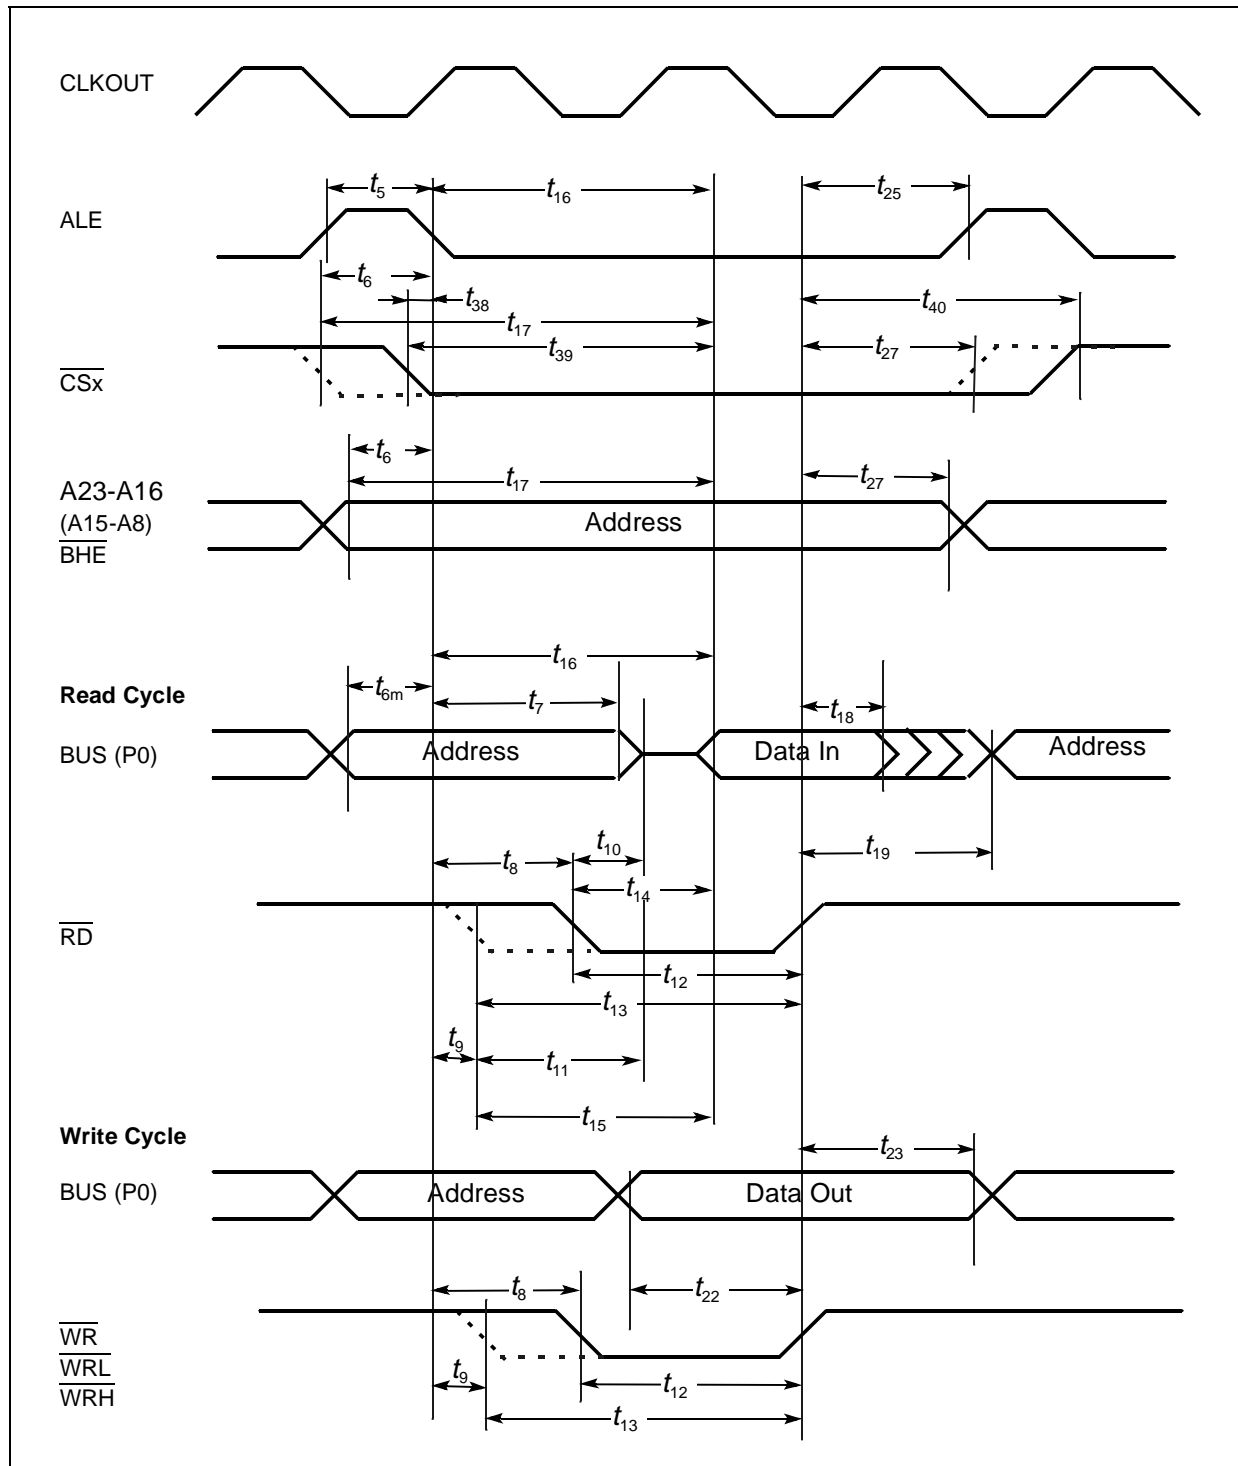 CLKOUT
t5 t16 t25
ALE
t6 t38 t40
t17
t39 t27
CSx
t6
t17 t27
A23-A16
(A15-A8) Address
BHE
t16
Read Cycle t6m t7 t18
BUS (P0) Address Data In Address
t10
t8 t19
t14
RD
t12
t13
t9 t11
t15
Write Cycle
t23
BUS (P0) Address Data Out
t8 t22
WR
WRL
t9 t12
WRH
t13